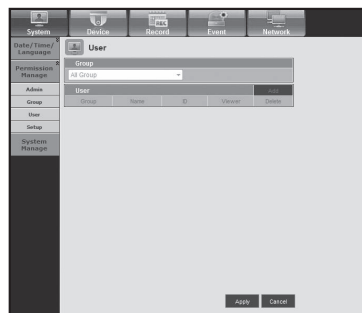 System Device Record Event Network
Date/Time/
Language
Permission
Manage
Admin
Group
User
Setup
System
Manage
User
Group
All Group
User Add
Group Name ID Viewer Delete
Apply Cancel